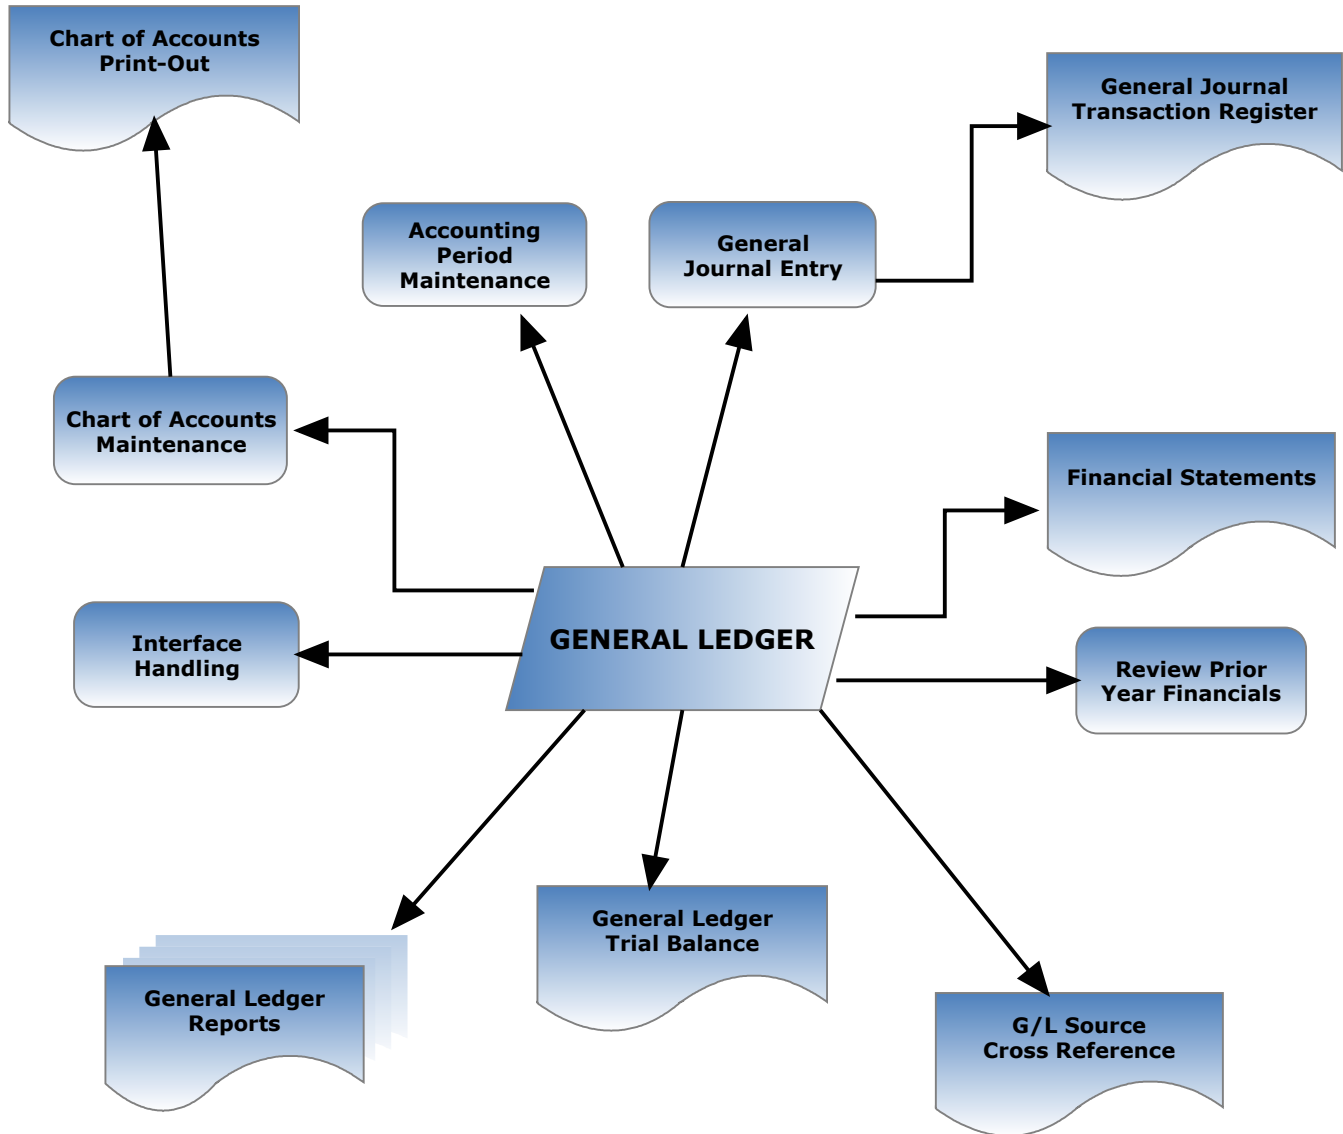 Chart of Accounts
Print-Out
General Journal
Transaction Register
Accounting
Period
Maintenance
General
Journal Entry
Chart of Accounts
Maintenance
Financial Statements
Interface
Handling
GENERAL LEDGER
Review Prior
Year Financials
General Ledger
Trial Balance
General Ledger
Reports
G/L Source
Cross Reference